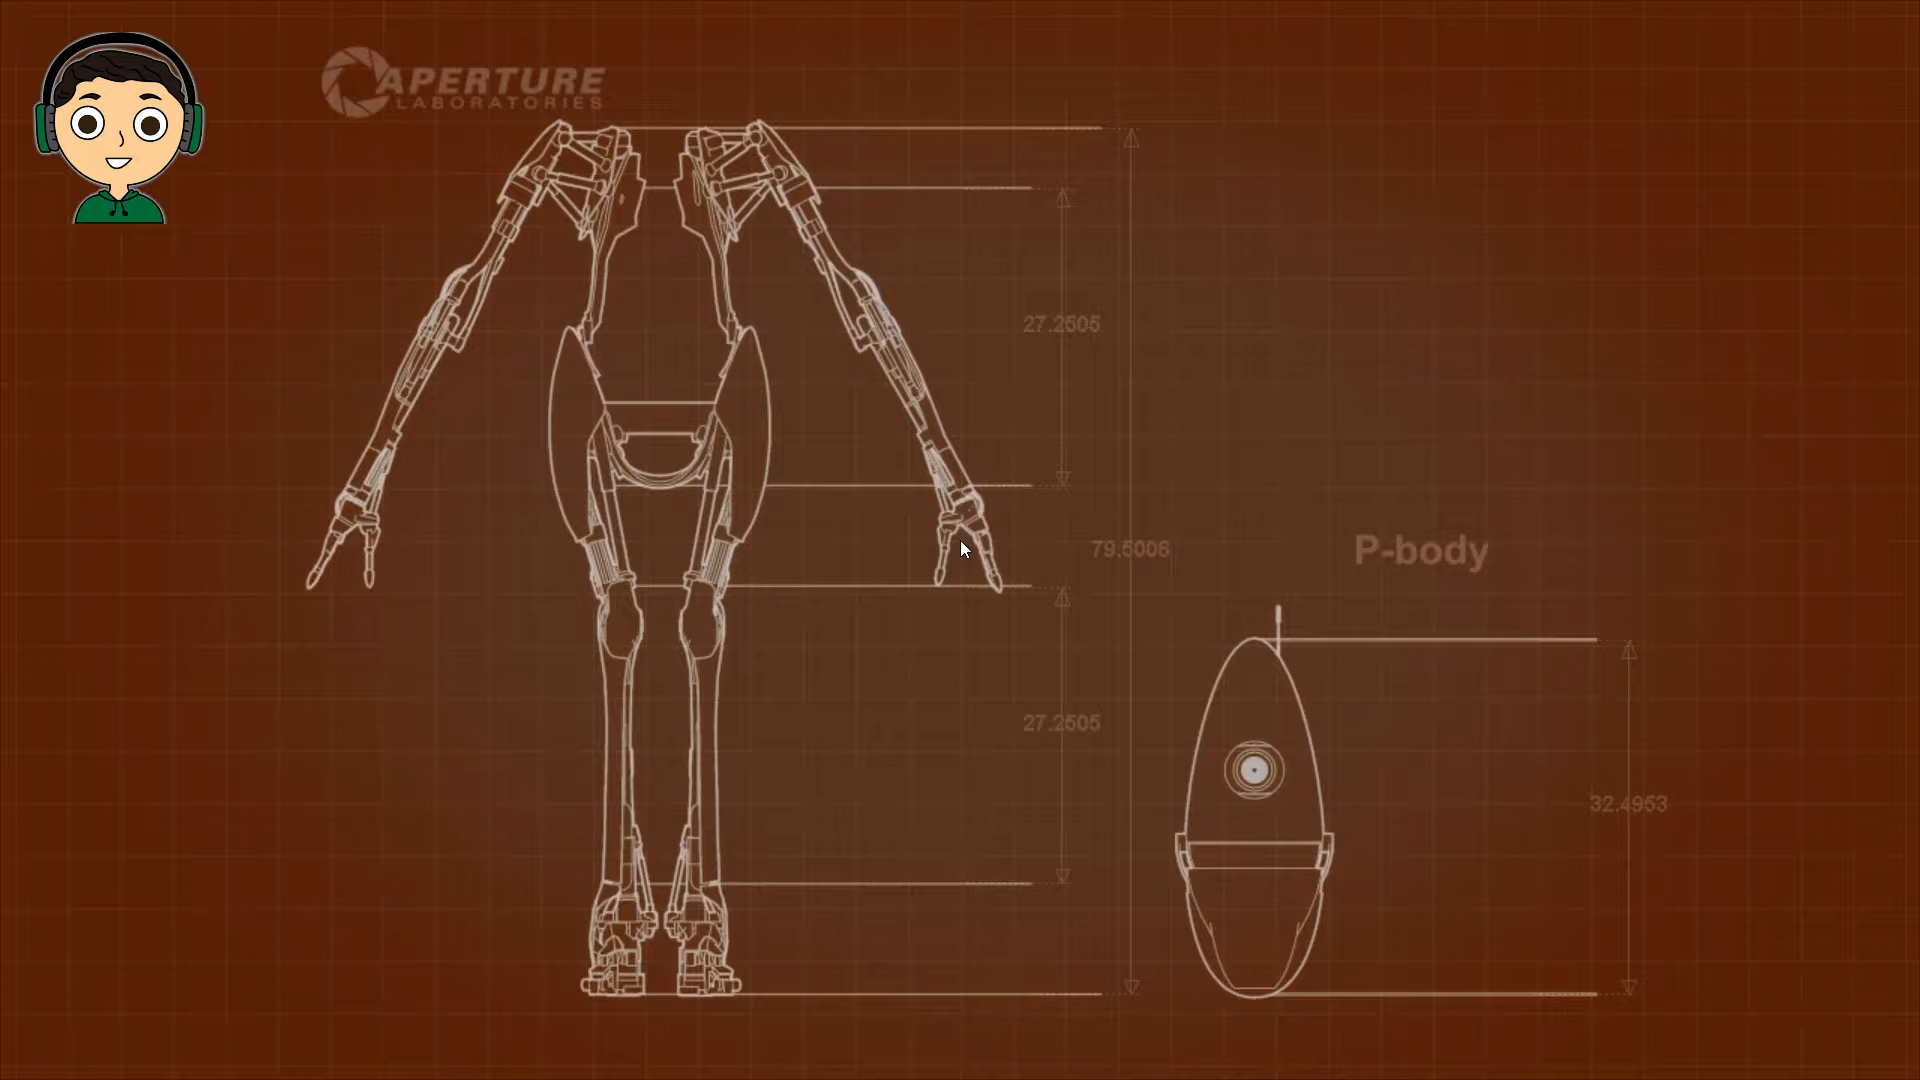 APERTURE
LABORATORIES
27.2505
79.5006
P-body
27.2505
32.4953